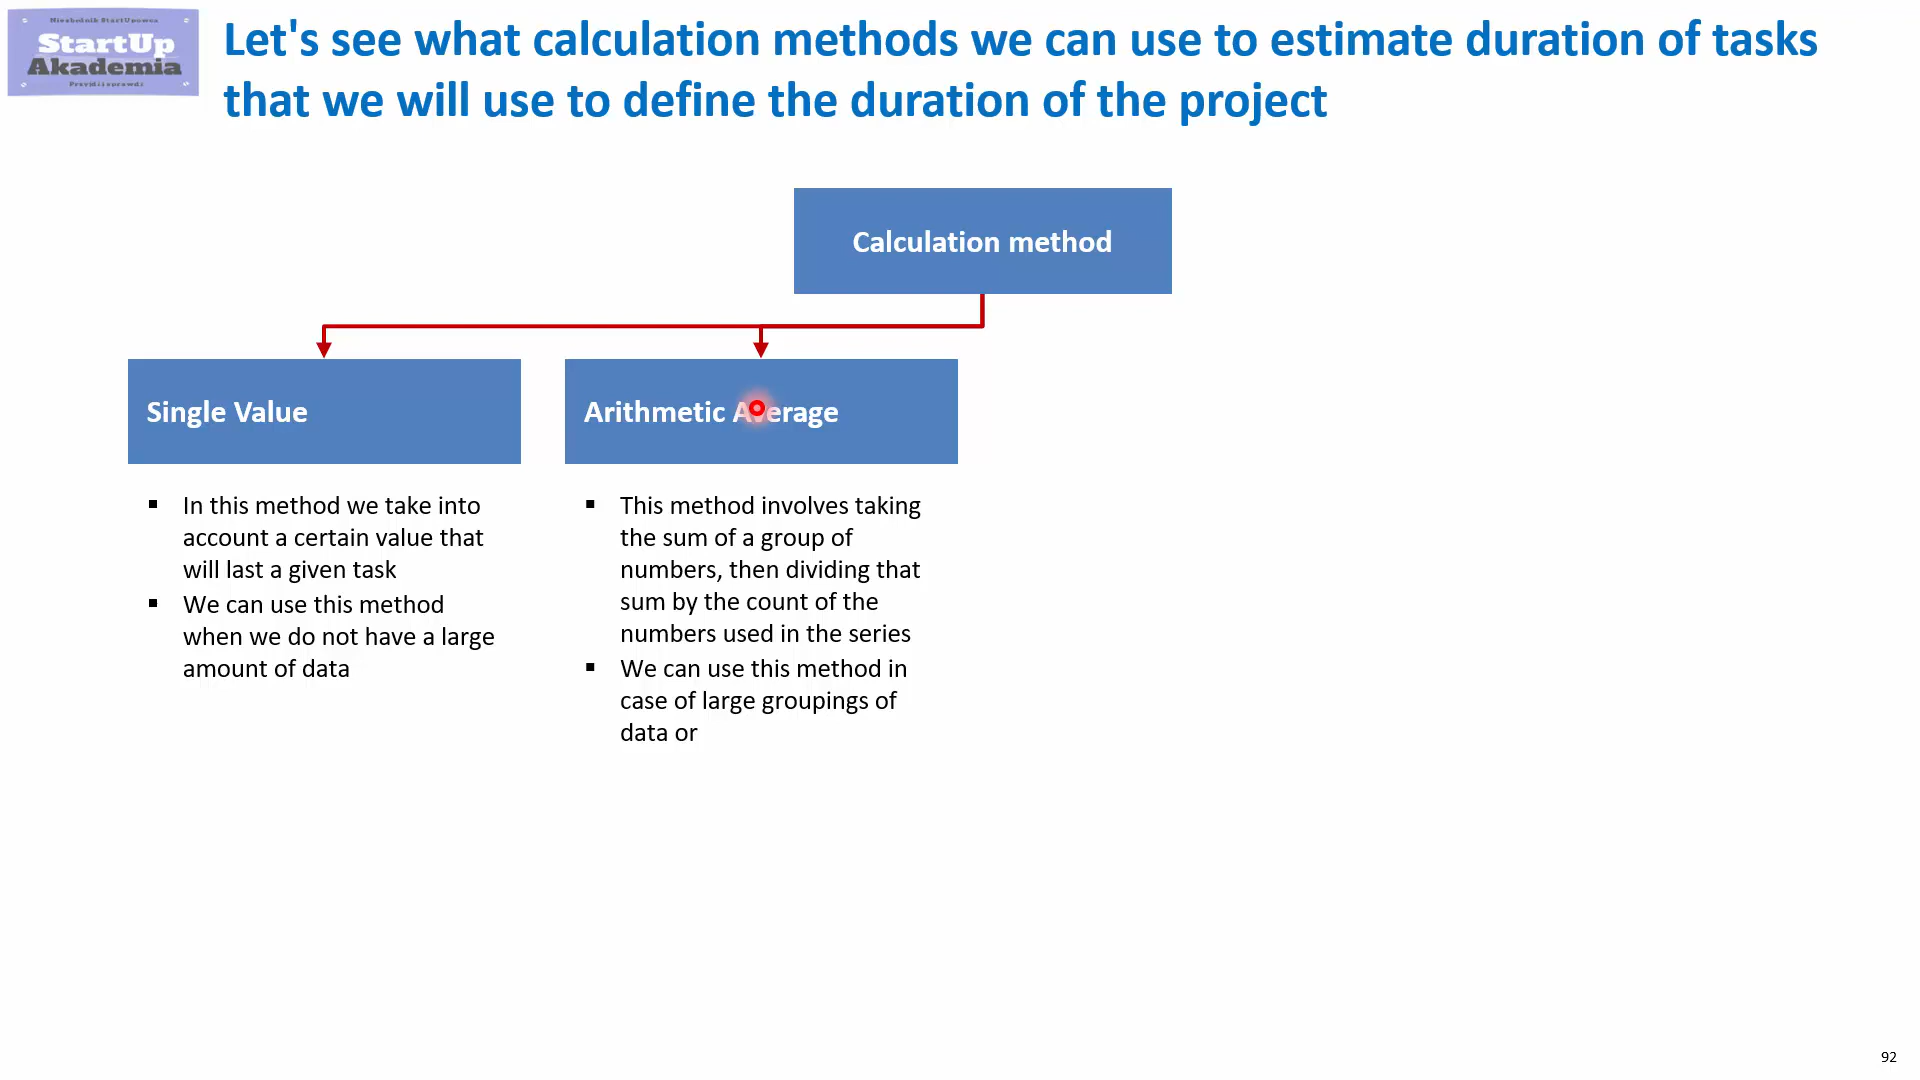 Niezbędnik StartUpowca
StartUp
Akademia
Przyjdź i sprawdź
Let's see what calculation methods we can use to estimate duration of tasks
that we will use to define the duration of the project
Calculation method
Single Value
Arithmetic Average
▪ In this method we take into
account a certain value that
will last a given task
▪ We can use this method
when we do not have a large
amount of data
▪ This method involves taking
the sum of a group of
numbers, then dividing that
sum by the count of the
numbers used in the series
▪ We can use this method in
case of large groupings of
data or
92